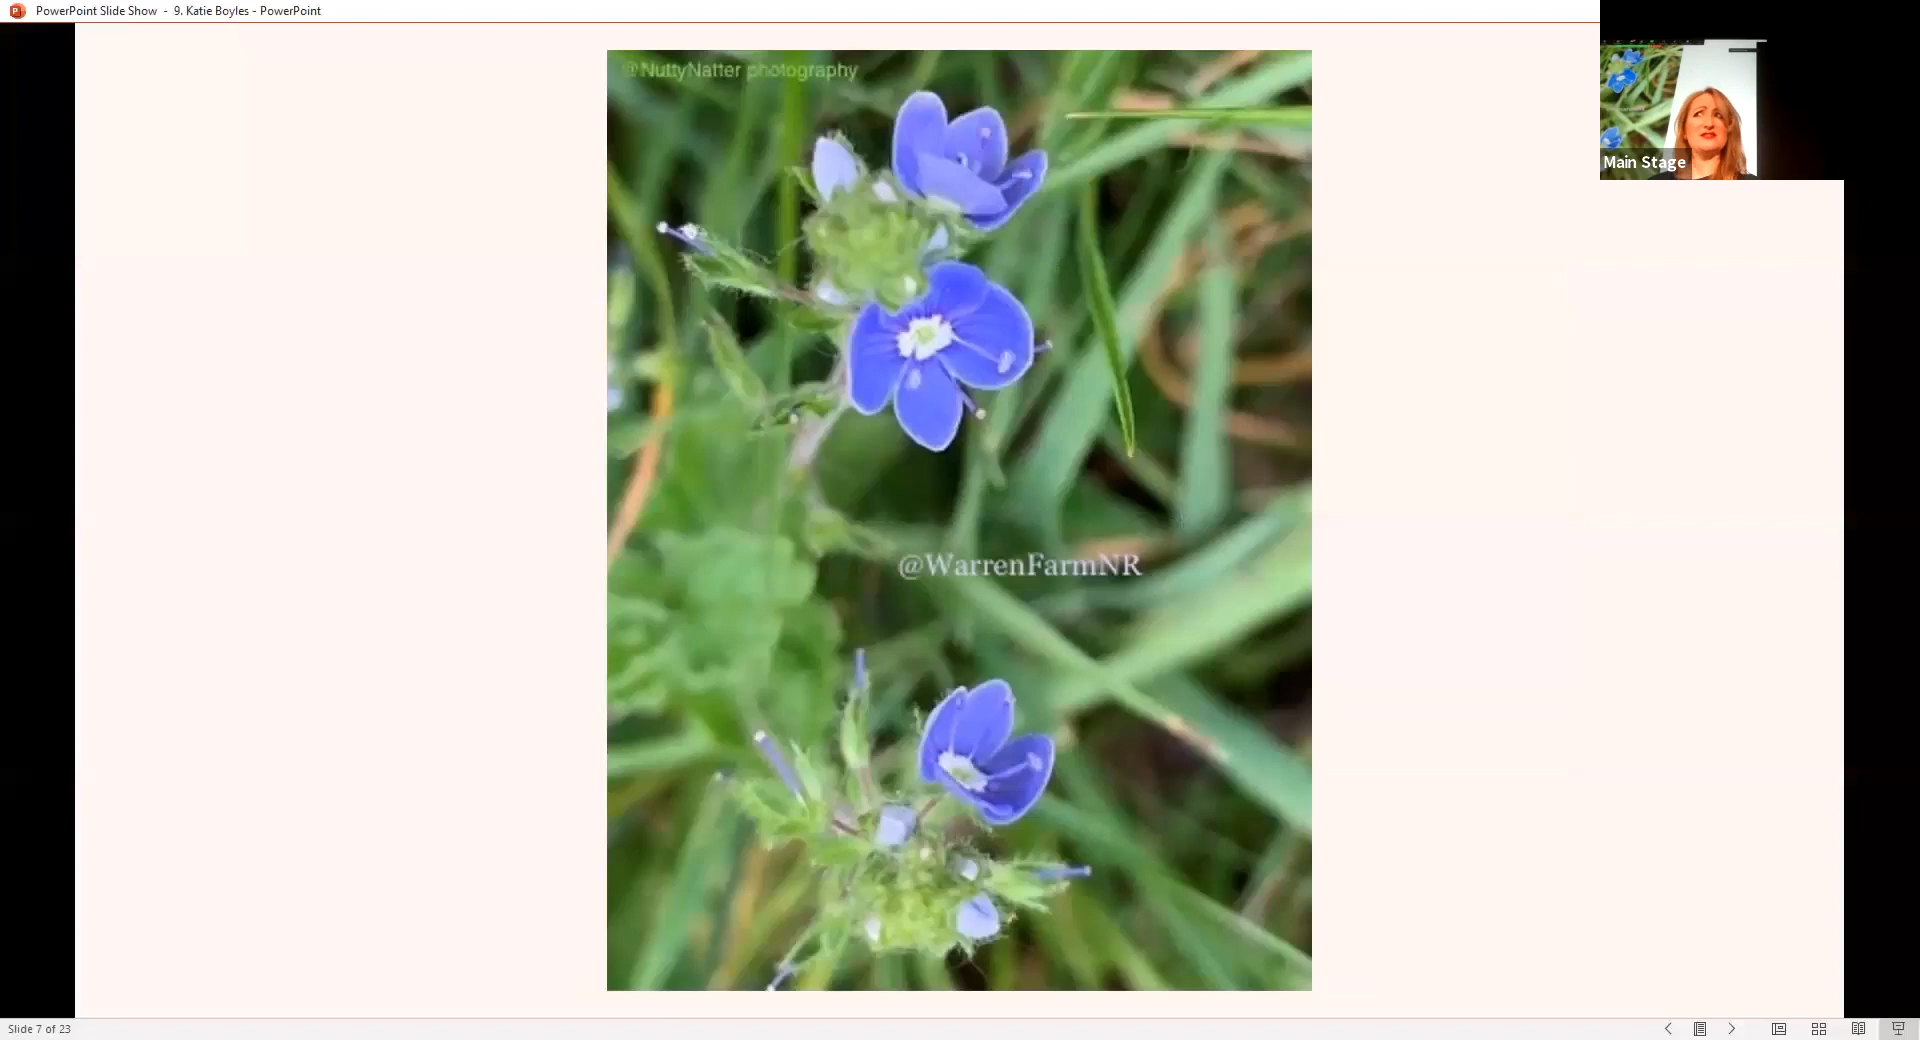 PowerPoint Slide Show - 9. Katie Boyles - PowerPoint
@NuttyNatter photography
Main Stage
@WarrenFarmNR
Slide 7 of 23